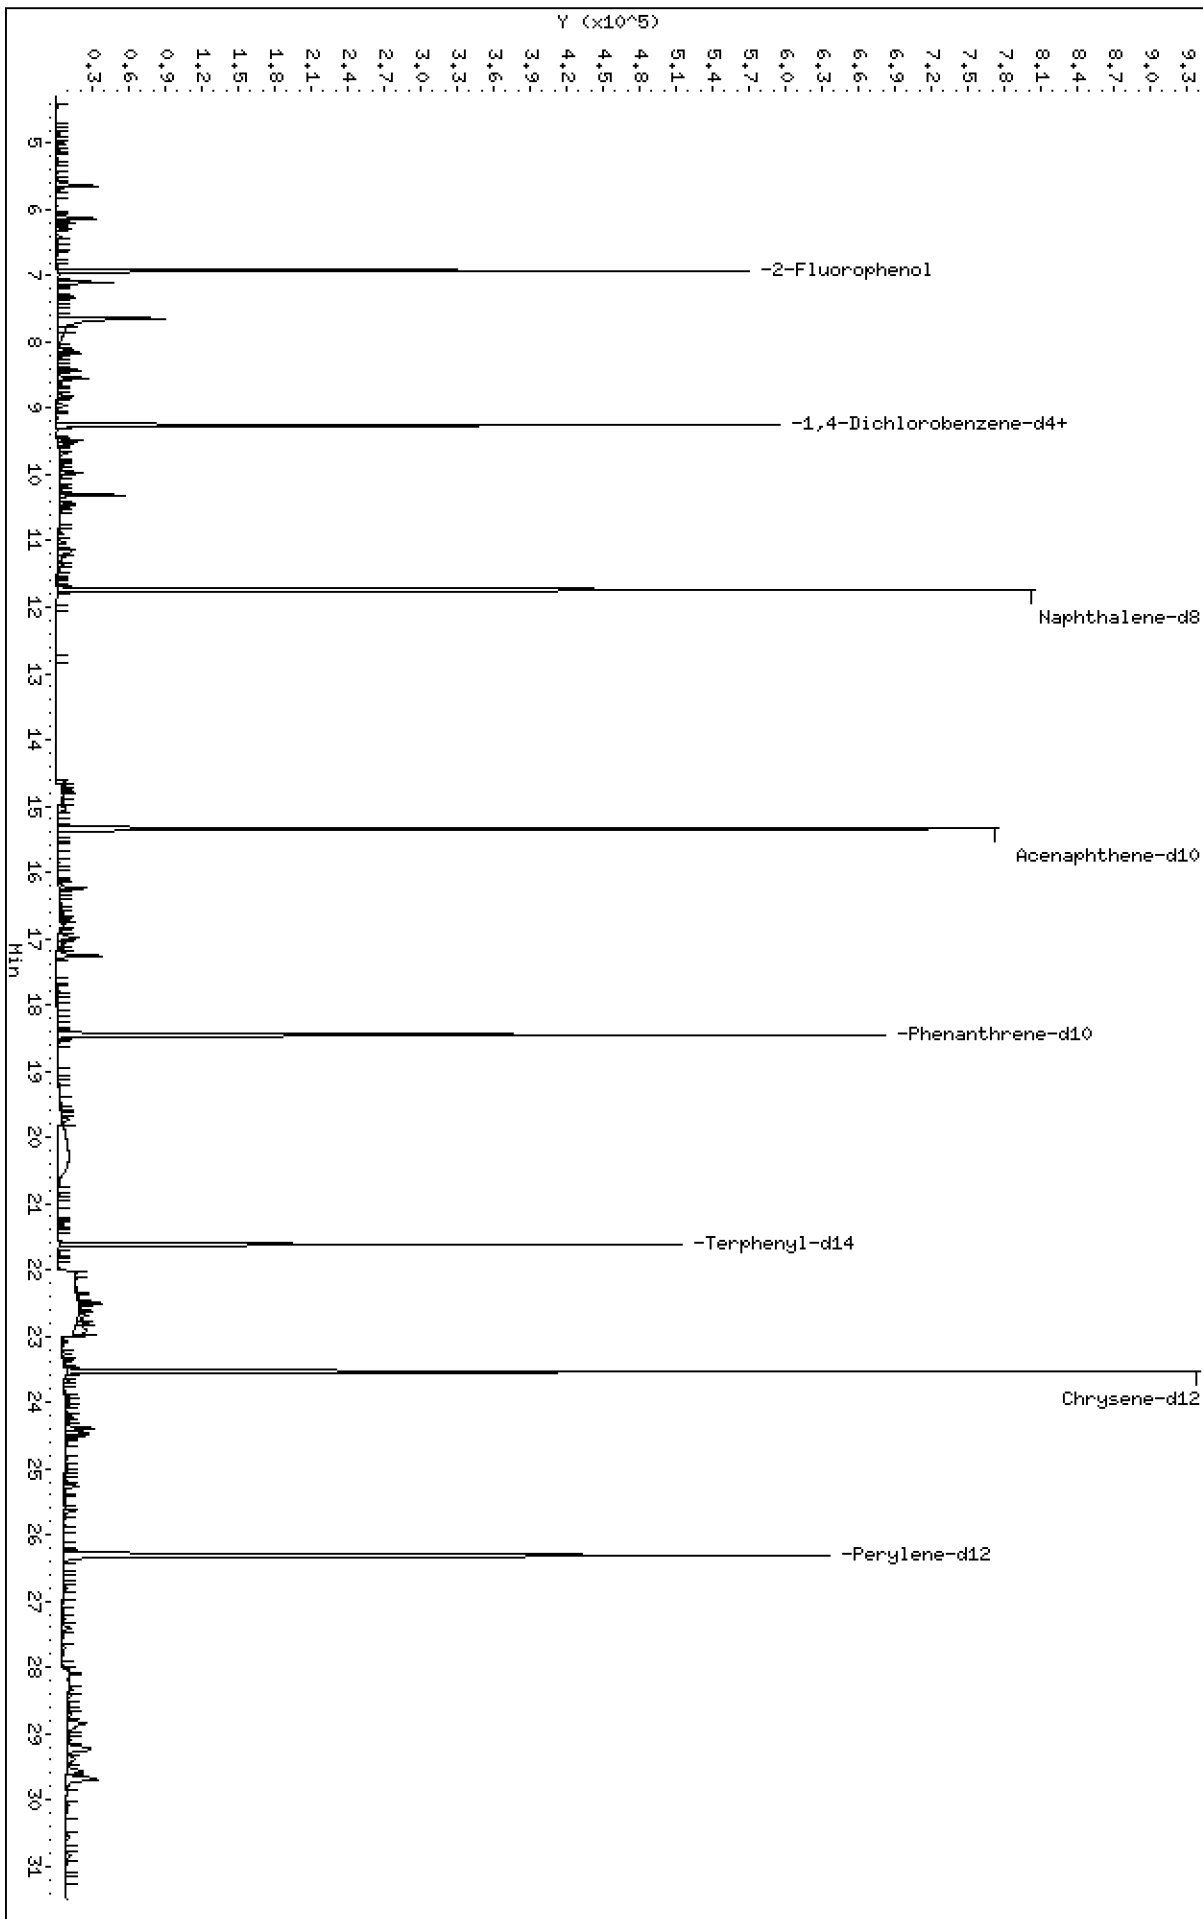 Y (x10^5)
0.3 0.6 0.9 1.2 1.5 1.8 2.1 2.4 2.7 3.0 3.3 3.6 3.9 4.2 4.5 4.8 5.1 5.4 5.7 6.0 6.3 6.6 6.9 7.2 7.5 7.8 8.1 8.4 8.7 9.0 9.3
5
6
7
-2-Fluorophenol
8
9
-1,4-Dichlorobenzene-d4+
10
11
12
Naphthalene-d8
13
14
15
Acenaphthene-d10
16
17
Min
18
-Phenanthrene-d10
19
20
21
-Terphenyl-d14
22
23
24
Chrysene-d12
25
26
-Perylene-d12
27
28
29
30
31